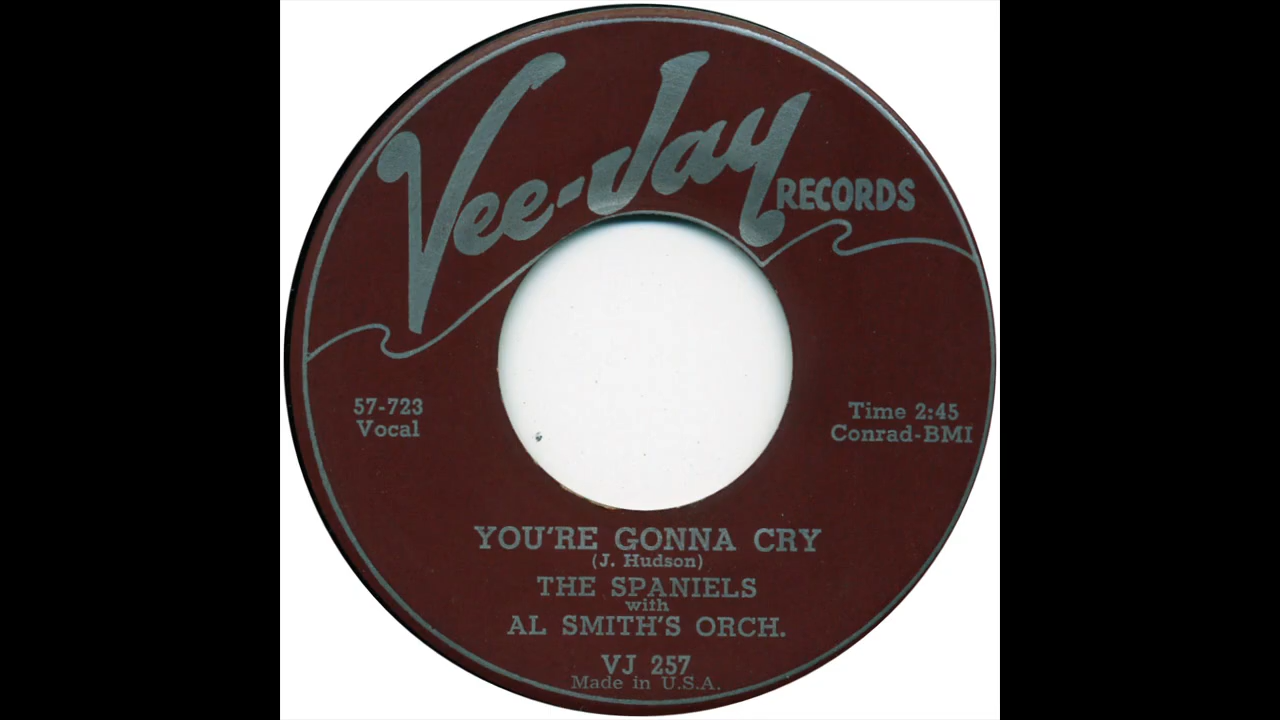 Vee-Jay
RECORDS
57-723
Vocal
Time 2:45
Conrad-BMI
YOU'RE GONNA CRY
(J. Hudson)
THE SPANIELS
with
AL SMITH'S ORCH.
VJ 257
Made in U.S.A.